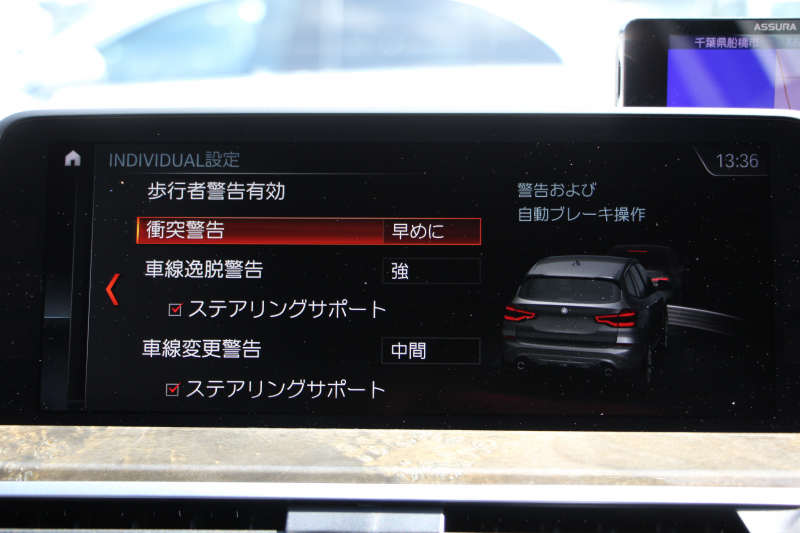 ASSURA
千葉県船橋市
INDIVIDUAL設定
13:36
歩行者警告有効
衝突警告 早めに
車線逸脱警告 強
ステアリングサポート
車線変更警告 中間
ステアリングサポート
警告および
自動ブレーキ操作